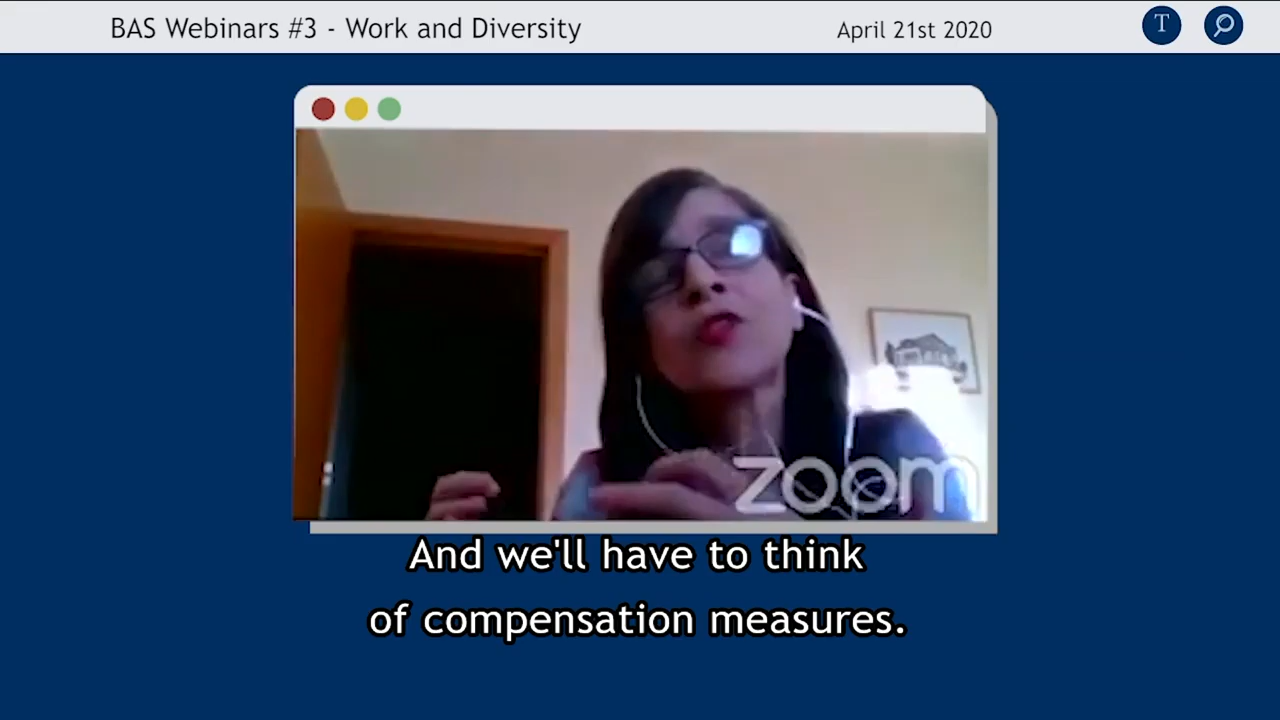 BAS Webinars #3 - Work and Diversity
April 21st 2020
T
zoom
And we'll have to think
of compensation measures.